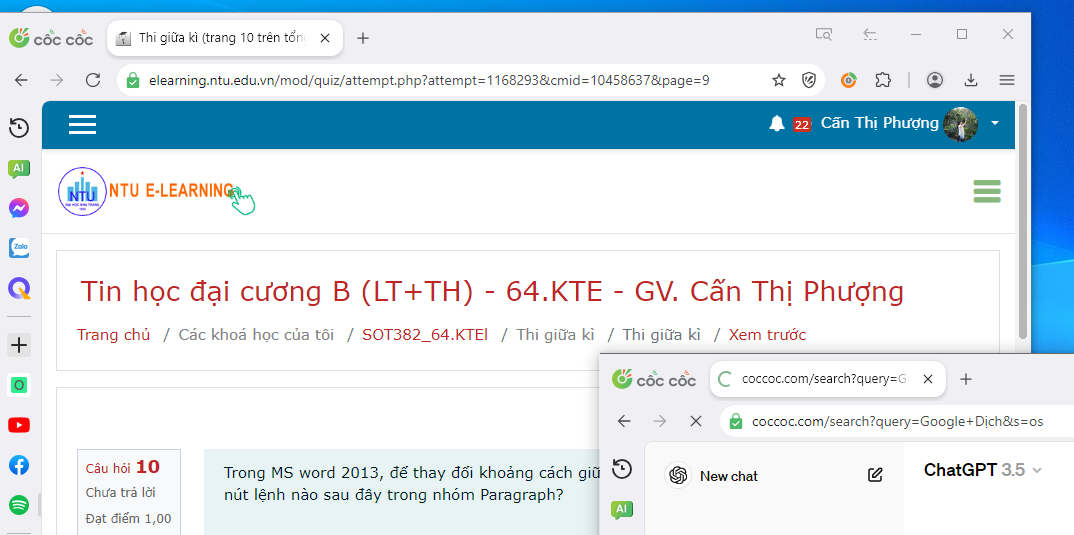 cốc cốc
Thi giữa kì (trang 10 trên tổn
elearning.ntu.edu.vn/mod/quiz/attempt.php?attempt=1168293&cmid=10458637&page=9
22 Cấn Thị Phượng
AI
NTU NTU E-LEARNING
Zalo
Tin học đại cương B (LT+TH) - 64.KTE - GV. Cấn Thị Phượng
Trang chủ / Các khoá học của tôi / SOT382_64.KTEl / Thi giữa kì / Thi giữa kì / Xem trước
Câu hỏi 10
Chưa trả lời
Đạt điểm 1,00
Trong MS word 2013, để thay đổi khoảng cách giữ
nút lệnh nào sau đây trong nhóm Paragraph?
cốc cốc
coccoc.com/search?query=G
coccoc.com/search?query=Google+Dịch&s=os
New chat
ChatGPT 3.5
AI